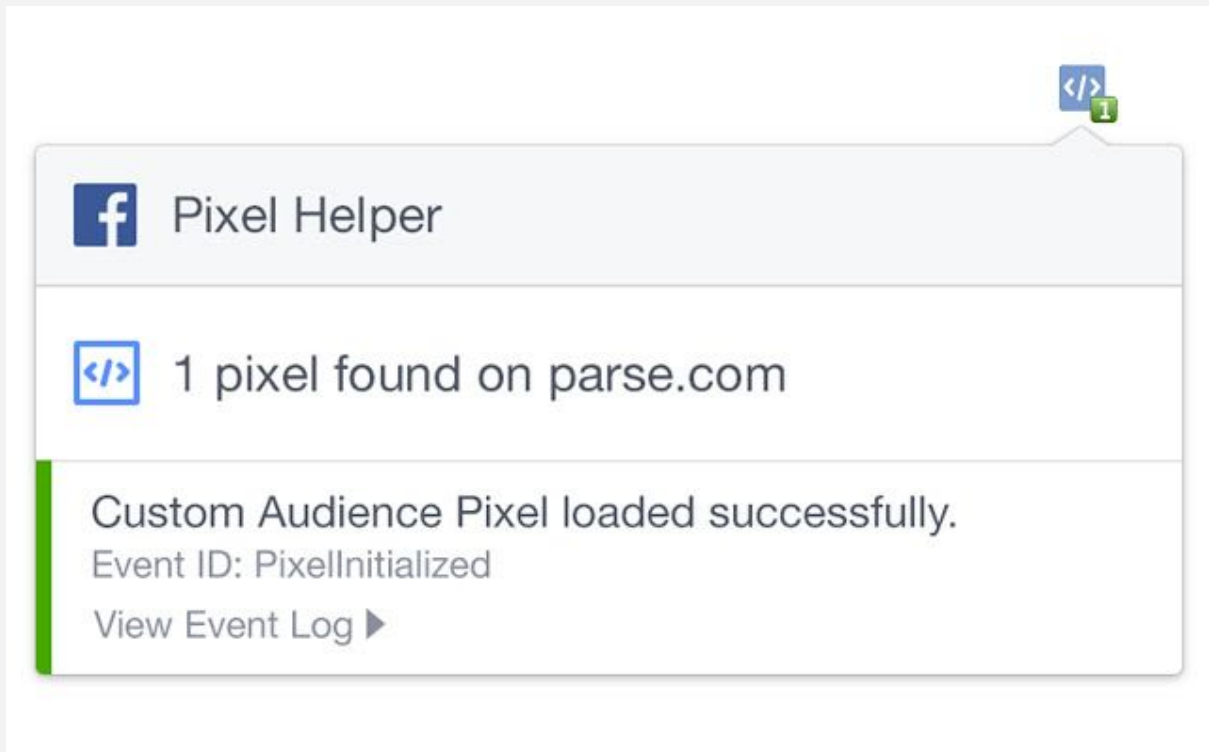 </>
1
f Pixel Helper
</> 1 pixel found on parse.com
Custom Audience Pixel loaded successfully.
Event ID: PixelInitialized
View Event Log